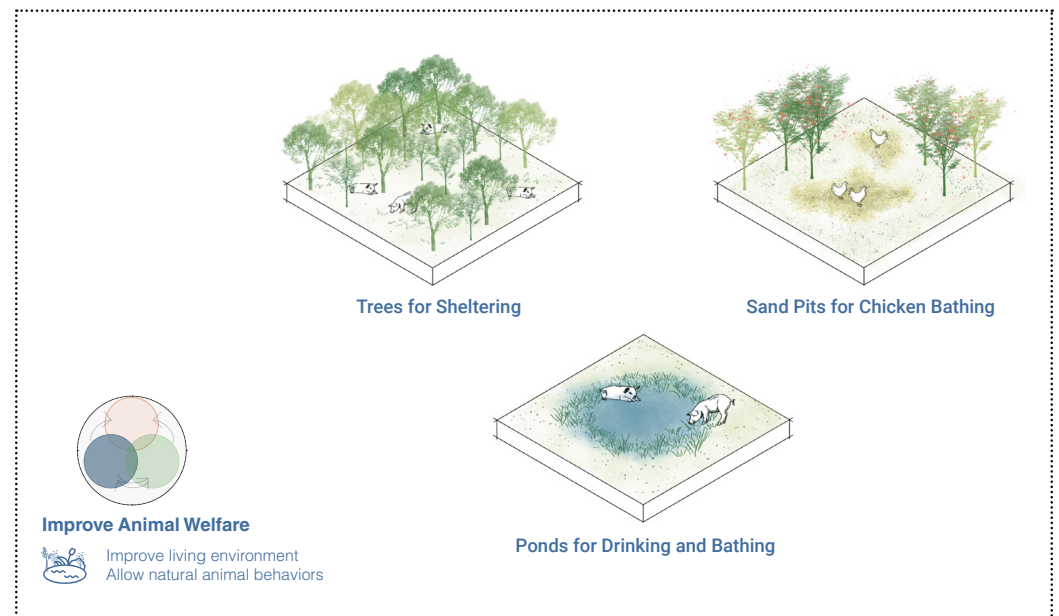 Trees for Sheltering
Sand Pits for Chicken Bathing
Ponds for Drinking and Bathing
Improve Animal Welfare
Improve living environment
Allow natural animal behaviors